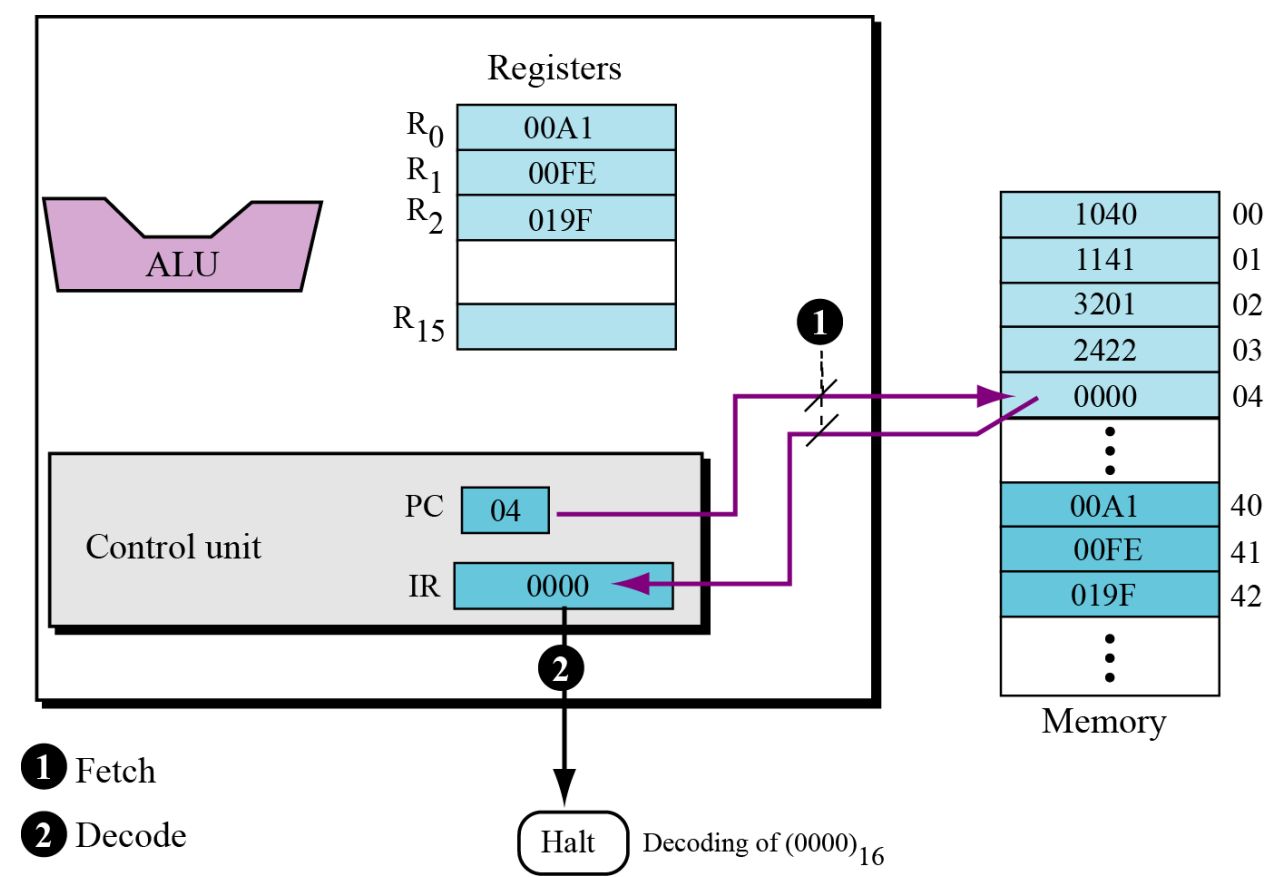 Registers
R0 00A1
R1 00FE
R2 019F
R15
ALU
1
1040 00
1141 01
3201 02
2422 03
0000 04
00A1 40
00FE 41
019F 42
Memory
Control unit
PC 04
IR 0000
2
1 Fetch
2 Decode
Halt Decoding of (0000)16